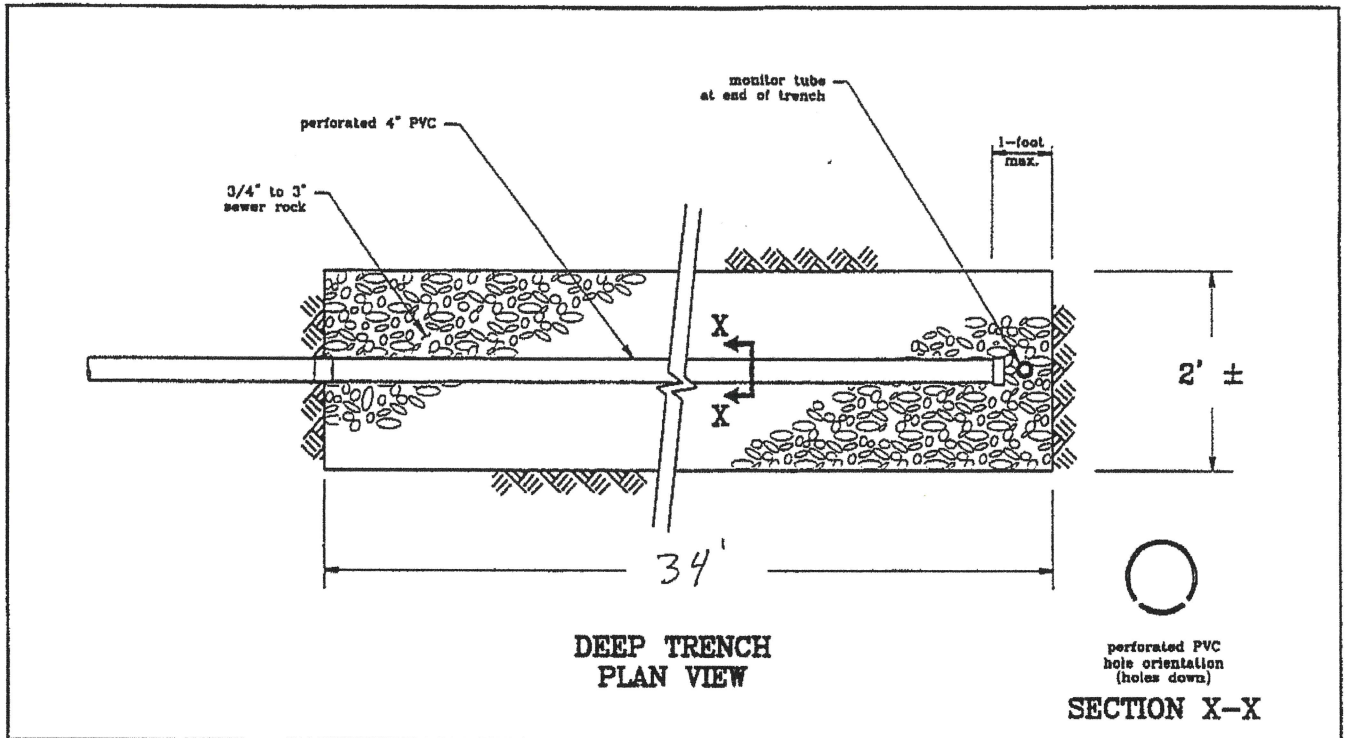 monitor tube
at end of trench
perforated 4" PVC
1-foot
max.
3/4" to 3"
sewer rock
X
X
2' ±
34'
DEEP TRENCH
PLAN VIEW
perforated PVC
hole orientation
(holes down)
SECTION X-X